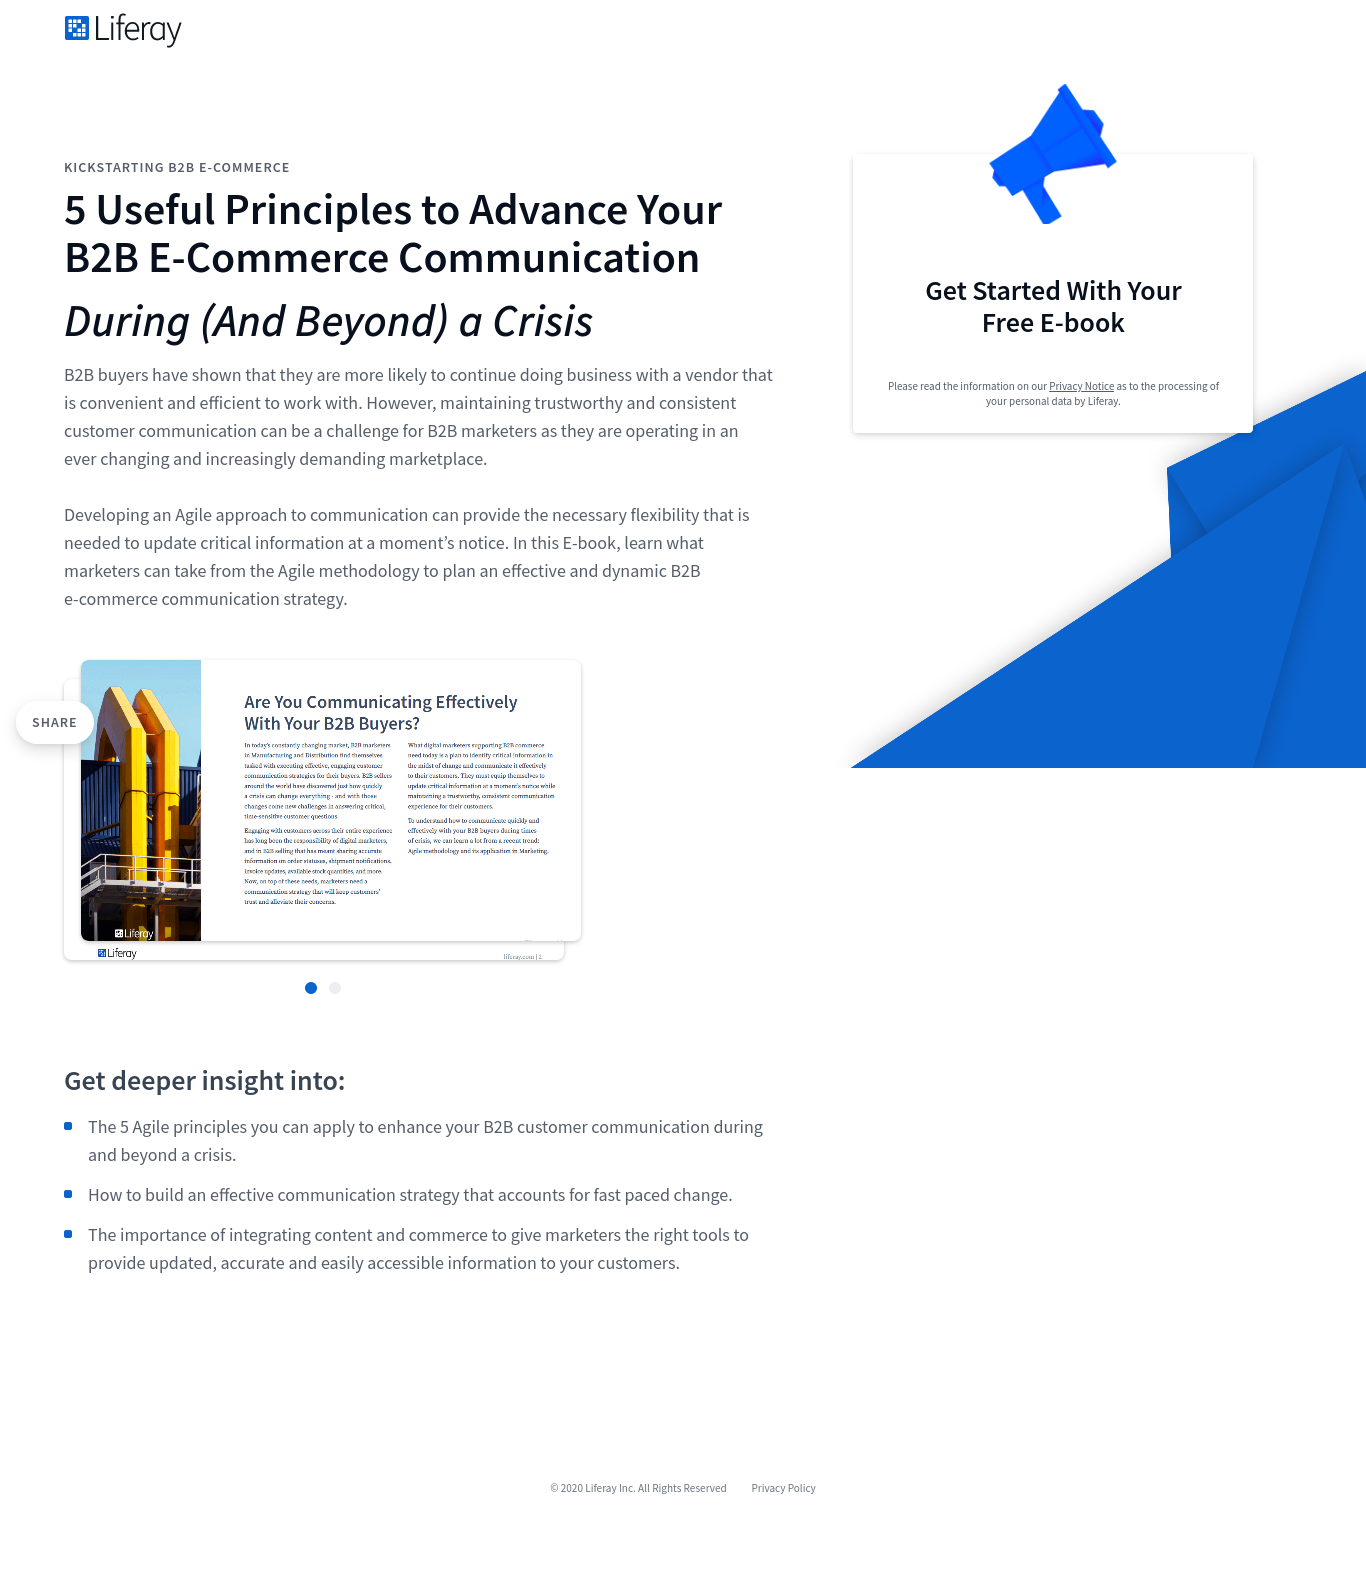 Liferay
KICKSTARTING B2B E-COMMERCE
5 Useful Principles to Advance Your
B2B E-Commerce Communication
During (And Beyond) a Crisis
B2B buyers have shown that they are more likely to continue doing business with a vendor that
is convenient and efficient to work with. However, maintaining trustworthy and consistent
customer communication can be a challenge for B2B marketers as they are operating in an
ever changing and increasingly demanding marketplace.
Developing an Agile approach to communication can provide the necessary flexibility that is
needed to update critical information at a moment’s notice. In this E-book, learn what
marketers can take from the Agile methodology to plan an effective and dynamic B2B
e-commerce communication strategy.
Get Started With Your
Free E-book
Please read the information on our Privacy Notice as to the processing of
your personal data by Liferay.
SHARE
Are You Communicating Effectively
With Your B2B Buyers?
In today's constantly changing market, B2B marketers
in Manufacturing and Distribution find themselves
tasked with executing effective, engaging customer
communication strategies for their buyers. B2B sellers
around the world have discovered just how quickly
a crisis can change everything - and with those
changes come new challenges in answering critical,
time-sensitive customer questions.
Engaging with customers across their entire experience
has long been the responsibility of digital marketers,
and in B2B selling that has meant sharing accurate
information on order statuses, shipment notifications,
invoice updates, available stock quantities, and more.
Now, on top of these needs, marketers need a
communication strategy that will keep customers'
trust and alleviate their concerns.
What digital marketers supporting B2B commerce
need today is a plan to identify critical information in
the midst of change and communicate it effectively
to their customers. They must equip themselves to
update critical information at a moment's notice while
maintaining a trustworthy, consistent communication
experience for their customers.
To understand how to communicate quickly and
effectively with your B2B buyers during times
of crisis, we can learn a lot from a recent trend:
Agile methodology and its application in Marketing.
Liferay
Liferay
liferay.com | 2
Get deeper insight into:
The 5 Agile principles you can apply to enhance your B2B customer communication during
and beyond a crisis.
How to build an effective communication strategy that accounts for fast paced change.
The importance of integrating content and commerce to give marketers the right tools to
provide updated, accurate and easily accessible information to your customers.
© 2020 Liferay Inc. All Rights Reserved Privacy Policy